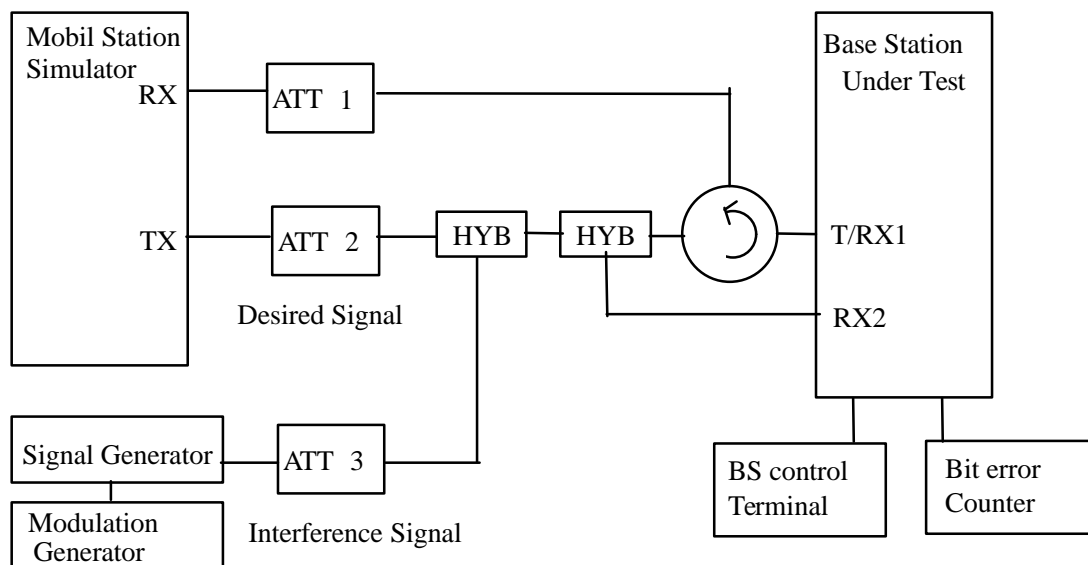 Mobil Station
Simulator
RX
ATT 1
Base Station
Under Test
TX
ATT 2
HYB
HYB
T/RX1
Desired Signal
RX2
Signal Generator
ATT 3
BS control
Terminal
Bit error
Counter
Modulation
Generator
Interference Signal